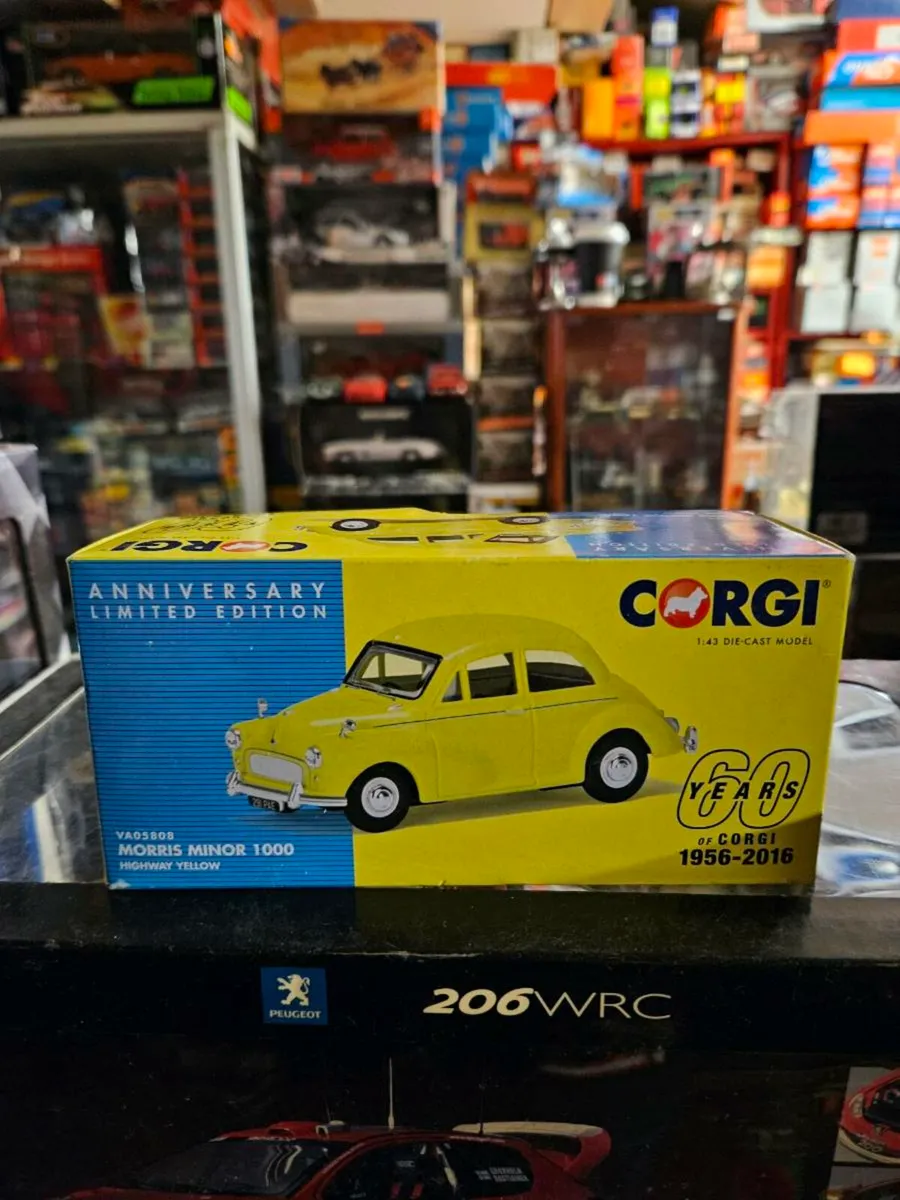 CORGI
ANNIVERSARY
LIMITED EDITION
CORGI®
1:43 DIE-CAST MODEL
60
YEARS
OF CORGI
1956-2016
VA05808
MORRIS MINOR 1000
HIGHWAY YELLOW
PEUGEOT
206WRC